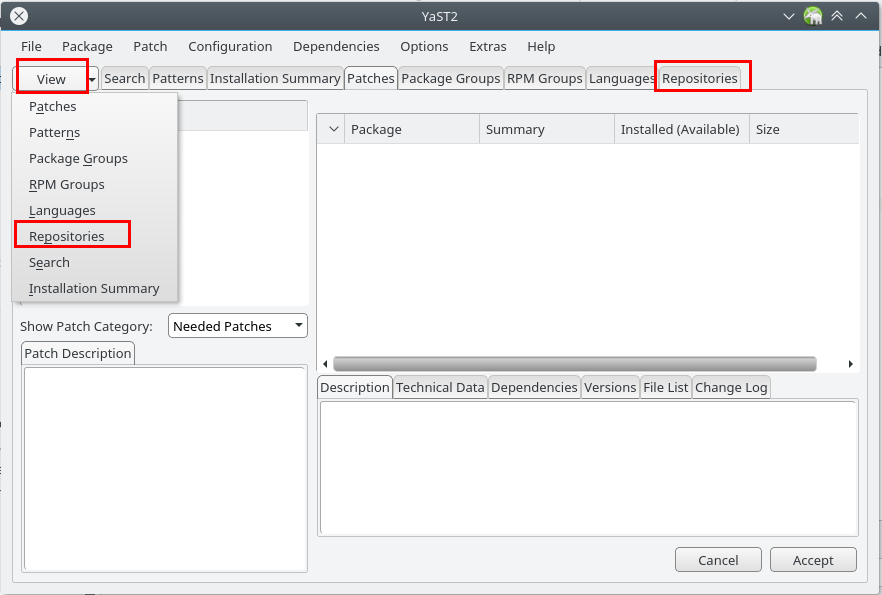 YaST2
File Package Patch Configuration Dependencies Options Extras Help
View Search Patterns Installation Summary Patches Package Groups RPM Groups Languages Repositories
Patches
Patterns
Package Groups
RPM Groups
Languages
Repositories
Search
Installation Summary
Package Summary Installed (Available) Size
Show Patch Category: Needed Patches
Patch Description
Description Technical Data Dependencies Versions File List Change Log
Cancel Accept